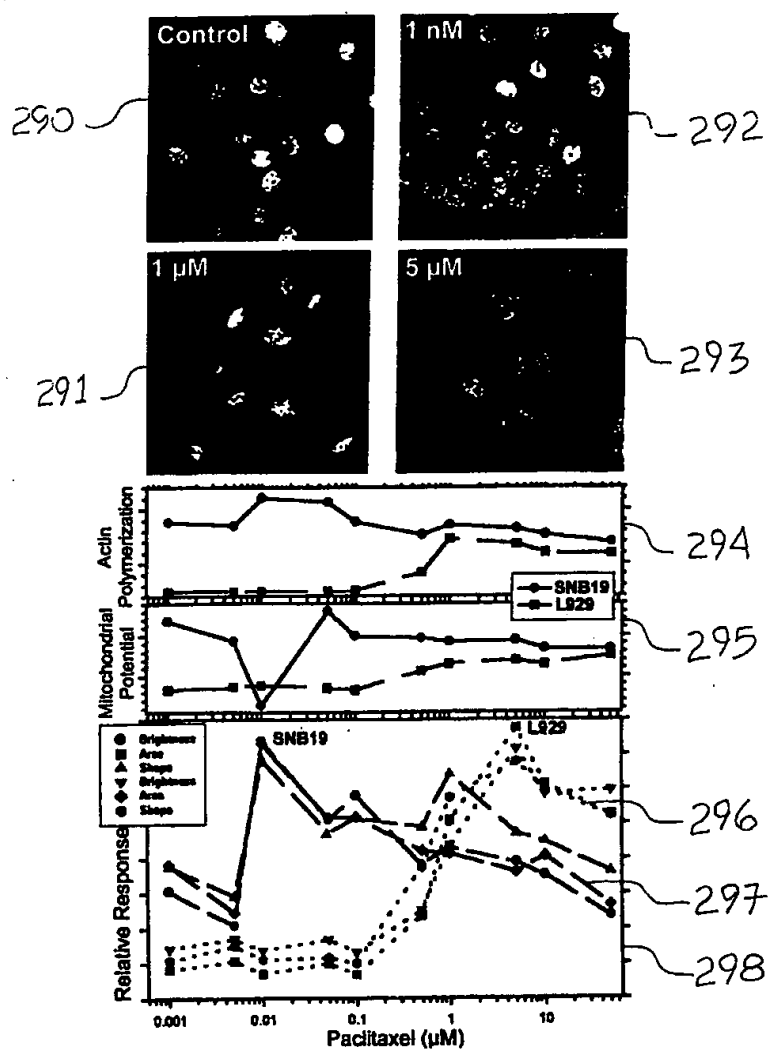 Control
1 nM
290
292
1 µM
5 µM
291
293
Actin
Polymerization
294
SNB19
L929
Mitochondrial
Potential
295
Brightness
Area
Shape
Brightness
Area
Shape
SNB19
L929
296
297
298
Relative Response
0.001
0.01
0.1
1
10
Paclitaxel (µM)